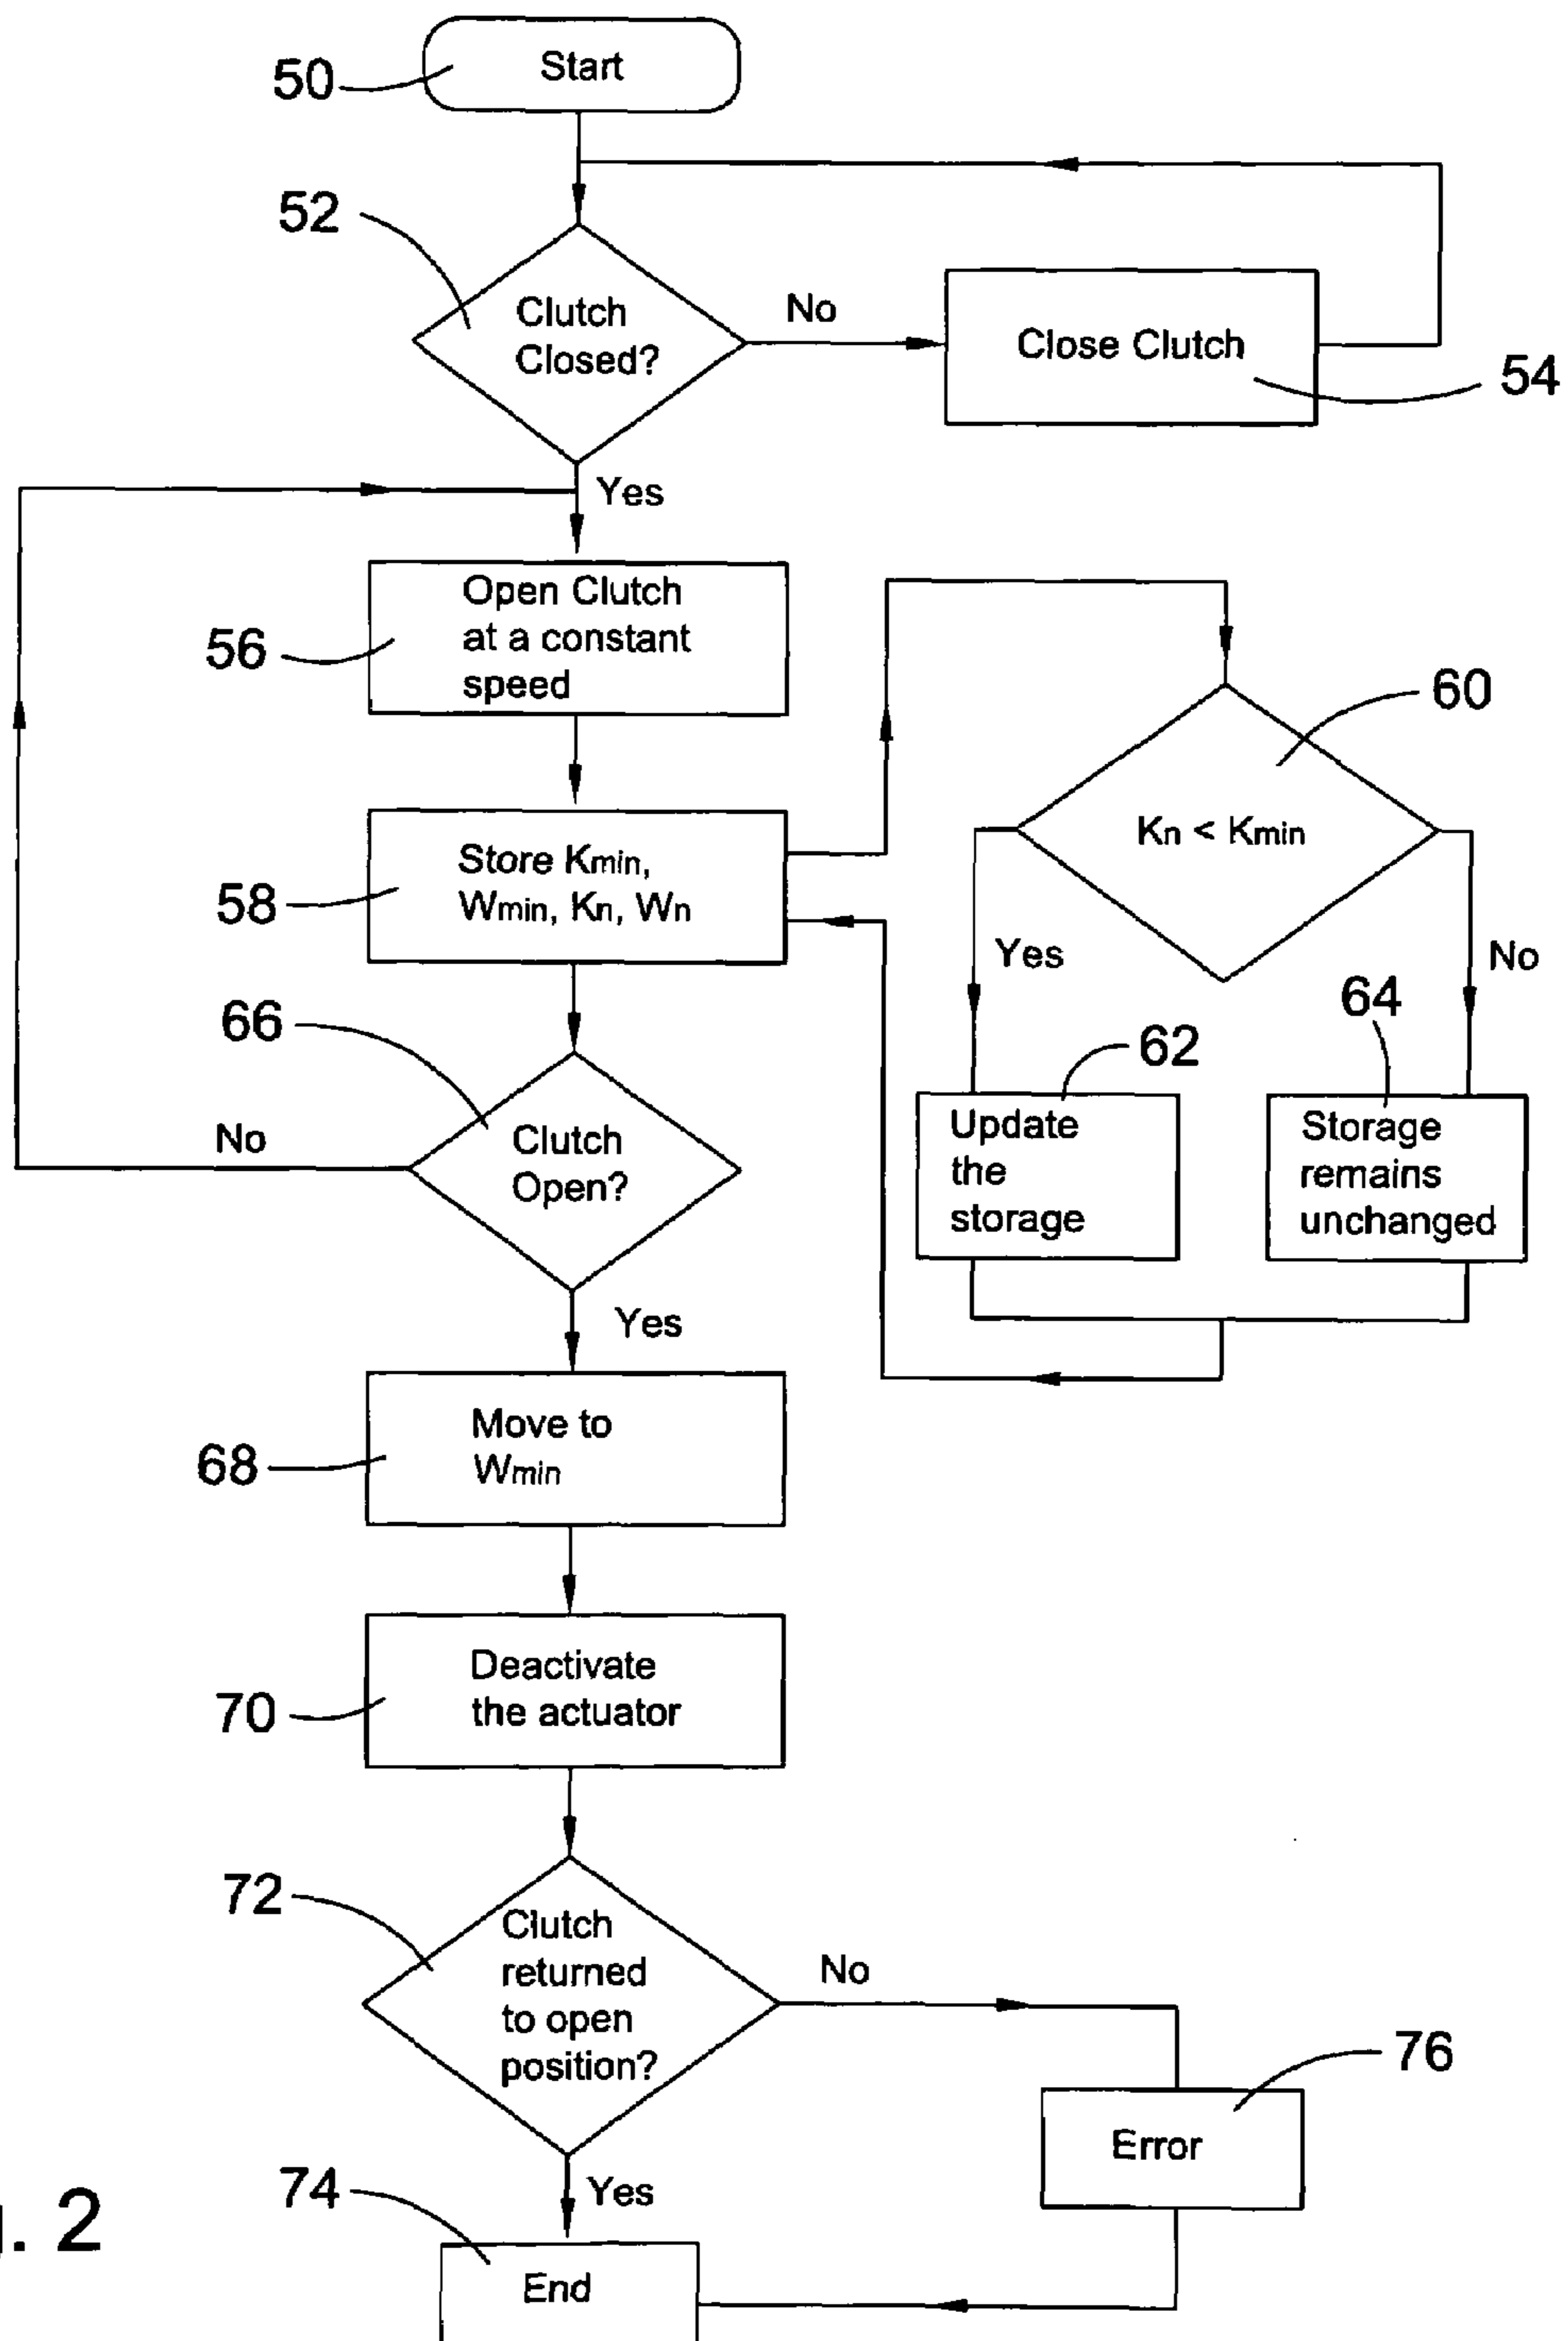 50
Start
52
Clutch
Closed?
No
Close Clutch
54
Yes
56
Open Clutch
at a constant
speed
60
Kn < Kmin
58
Store Kmin,
Wmin, Kn, Wn
Yes
No
66
62
64
Clutch
Open?
No
Update
the
storage
Storage
remains
unchanged
Yes
68
Move to
Wmin
70
Deactivate
the actuator
72
Clutch
returned
to open
position?
No
76
Error
Yes
74
End
. 2